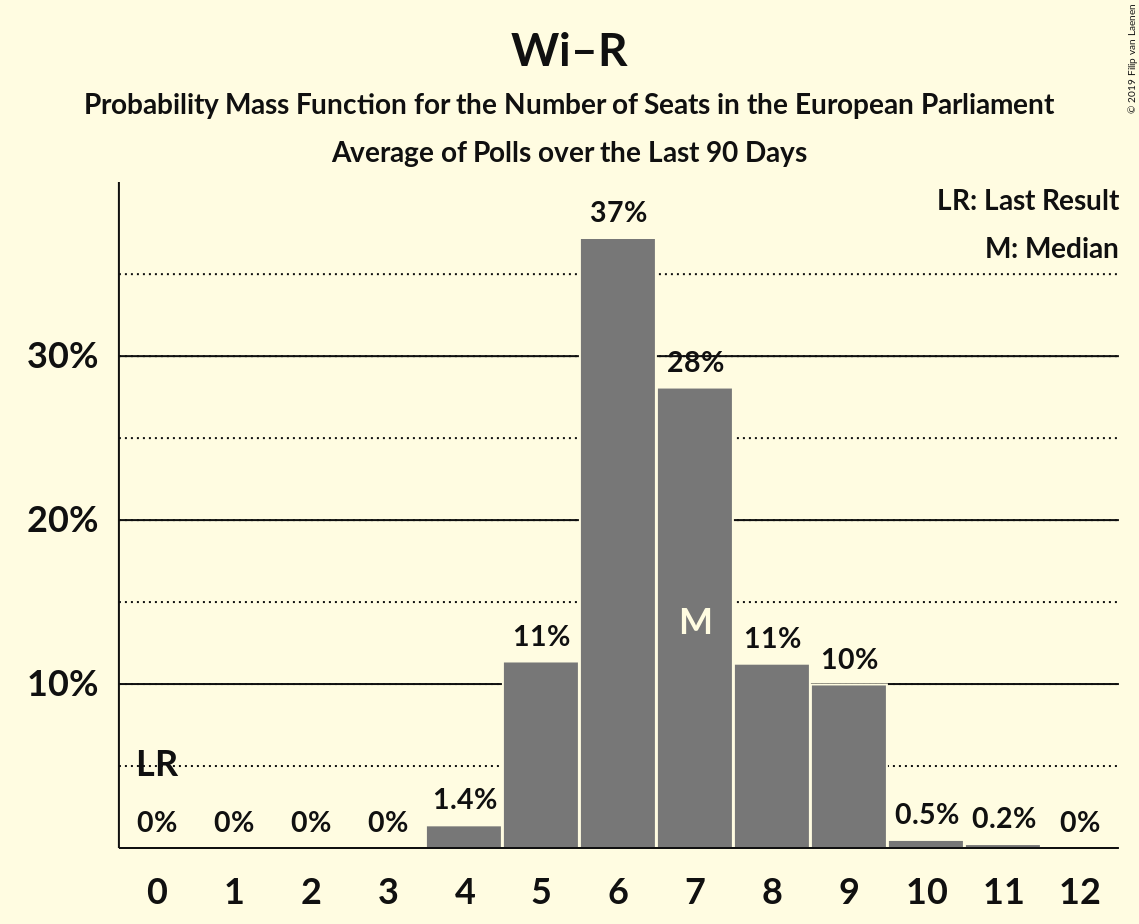 Wi–R
Probability Mass Function for the Number of Seats in the European Parliament
Average of Polls over the Last 90 Days
© 2019 Filip van Laenen
LR: Last Result
M: Median
37%
30%
28%
20%
M
11%
11%
10%
10%
LR
1.4%
0%
0%
0%
0%
0.5%
0.2%
0%
0 1 2 3 4 5 6 7 8 9 10 11 12